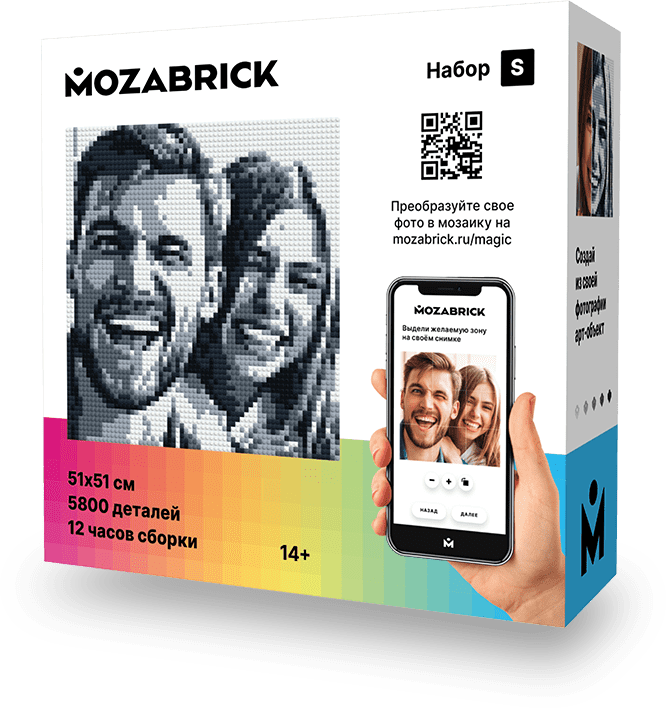 MOZABRICK
Набор S
Преобразуйте свое
фото в мозаику на
mozabrick.ru/magic
MOZABRICK
Выдели желаемую зону
на своём снимке
НАЗАД
ДАЛЕЕ
51x51 см
5800 деталей
12 часов сборки
14+
Создай
из своей
фотографии
арт-объект